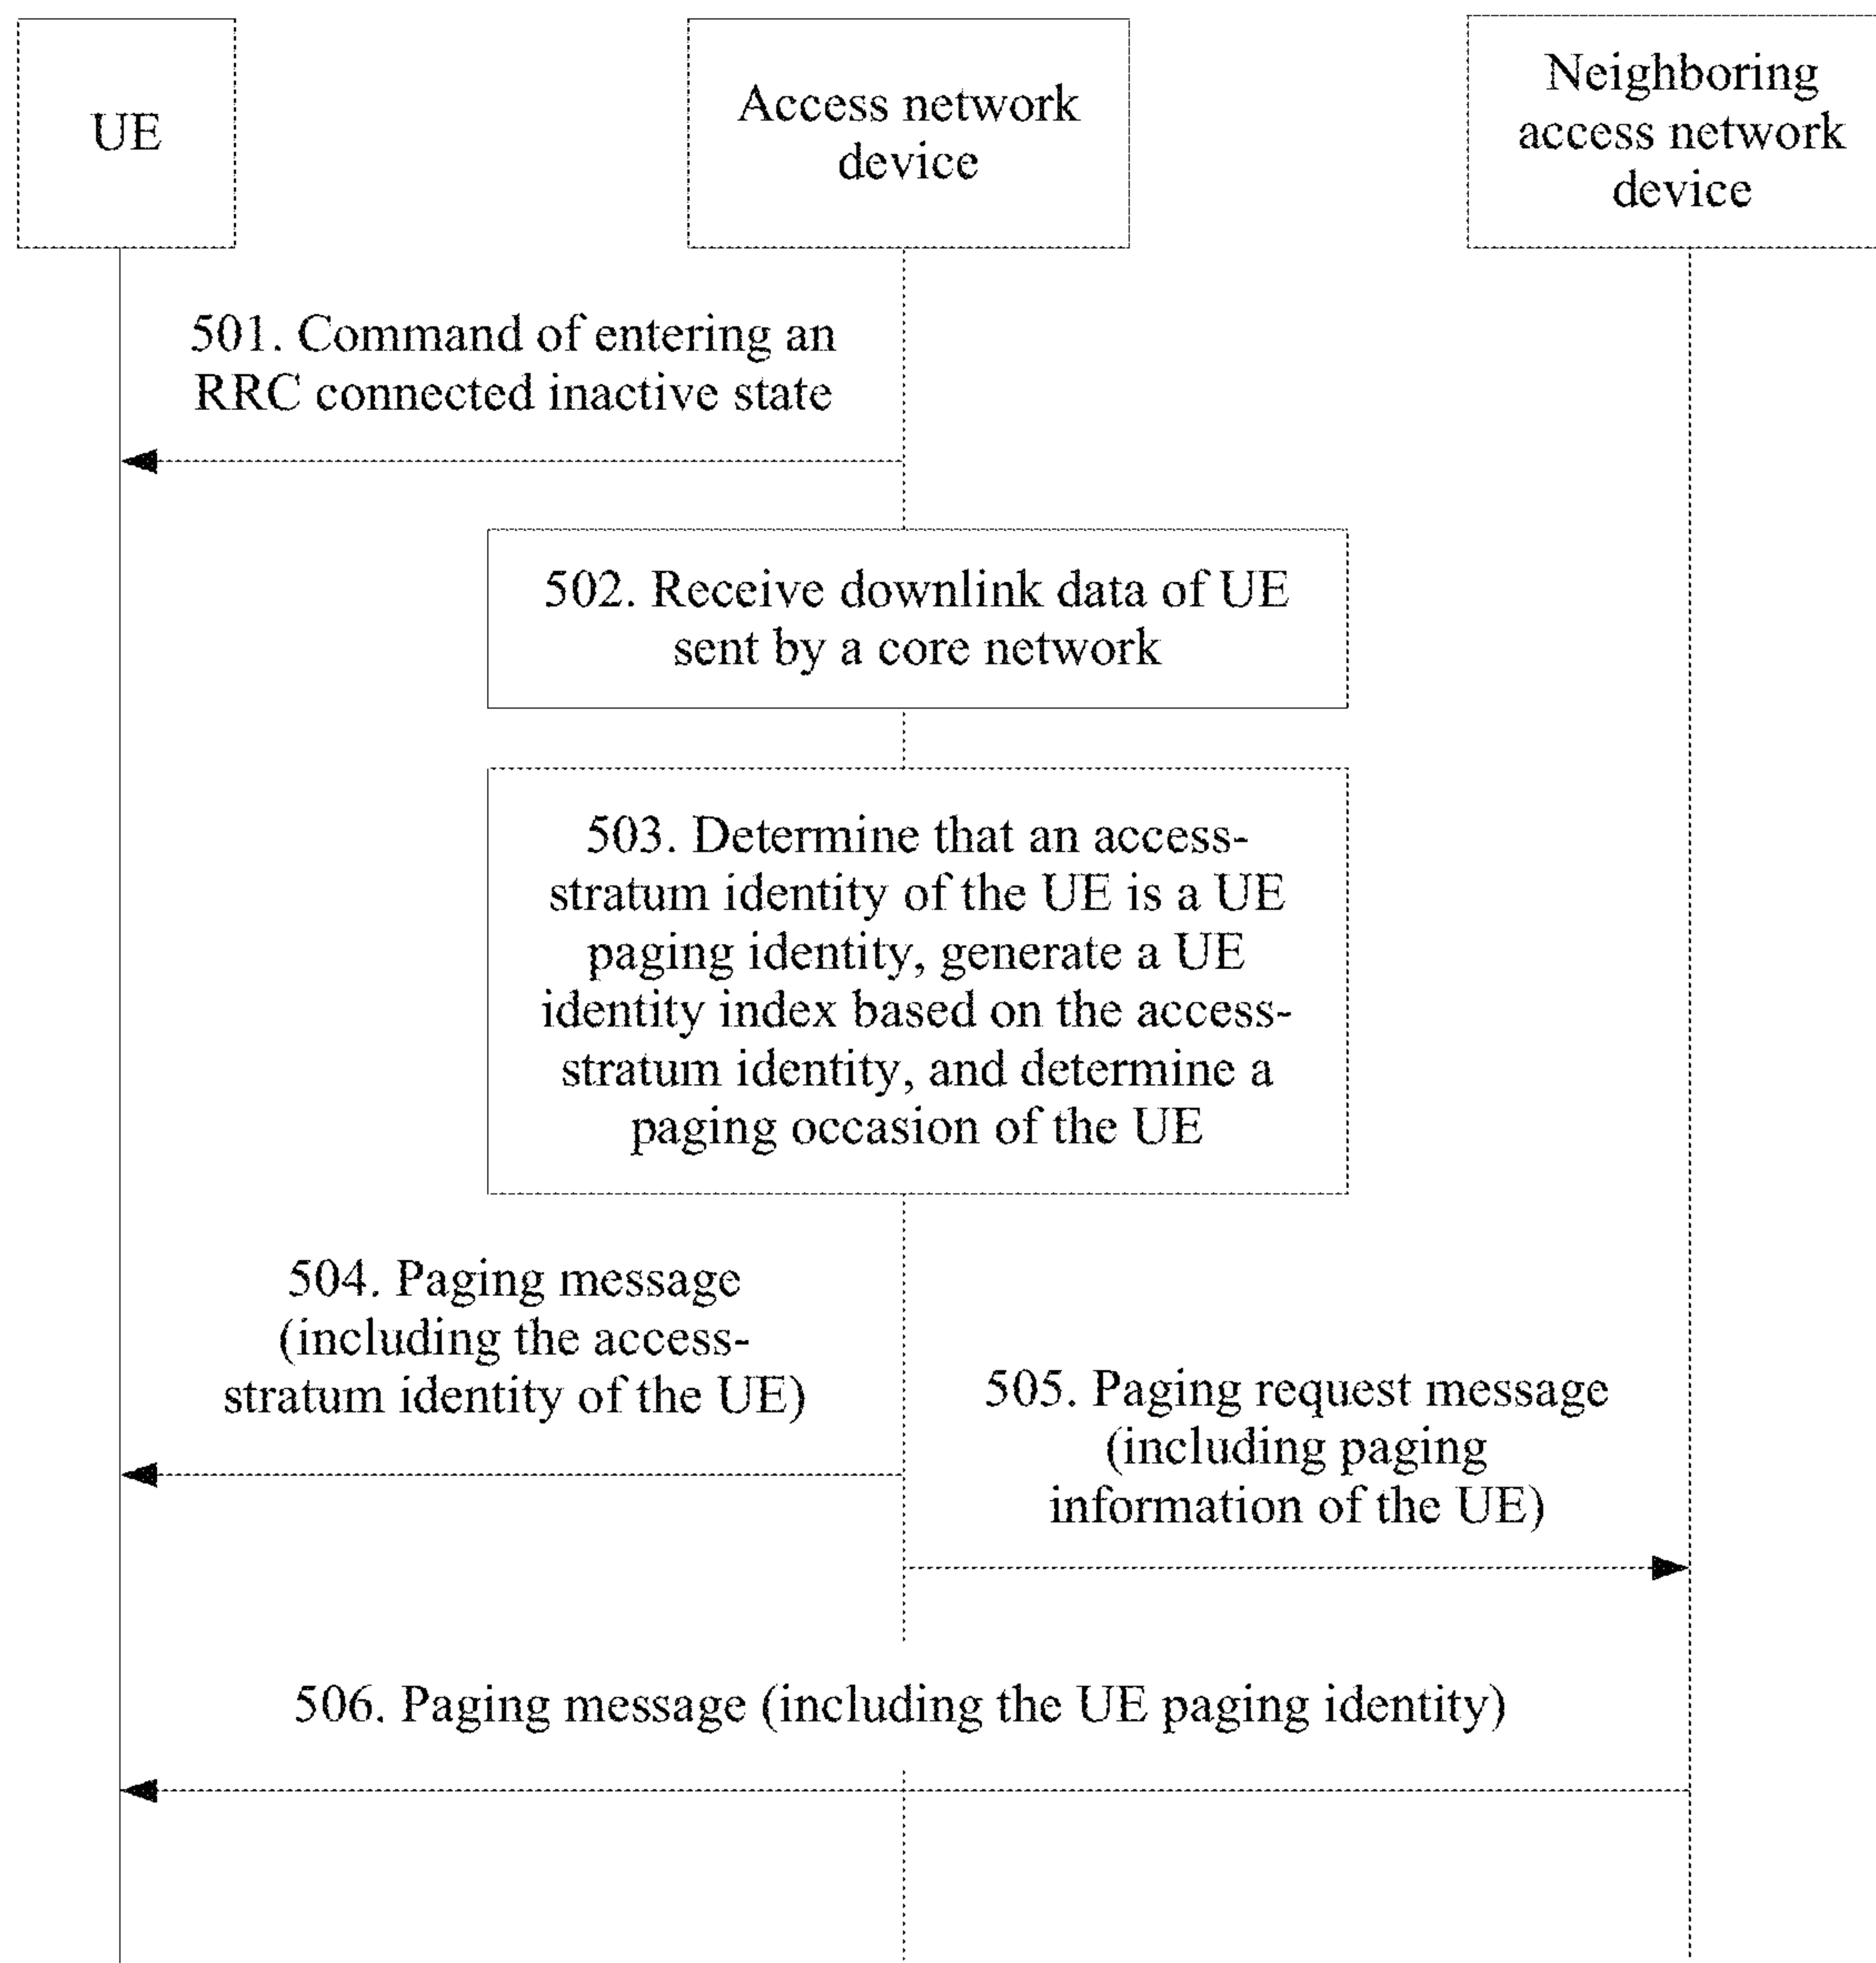 UE
Access network
device
Neighboring
access network
device
501. Command of entering an
RRC connected inactive state
502. Receive downlink data of UE
sent by a core network
503. Determine that an access-
stratum identity of the UE is a UE
paging identity, generate a UE
identity index based on the access-
stratum identity, and determine a
paging occasion of the UE
504. Paging message
(including the access-
stratum identity of the UE)
505. Paging request message
(including paging
information of the UE)
506. Paging message (including the UE paging identity)